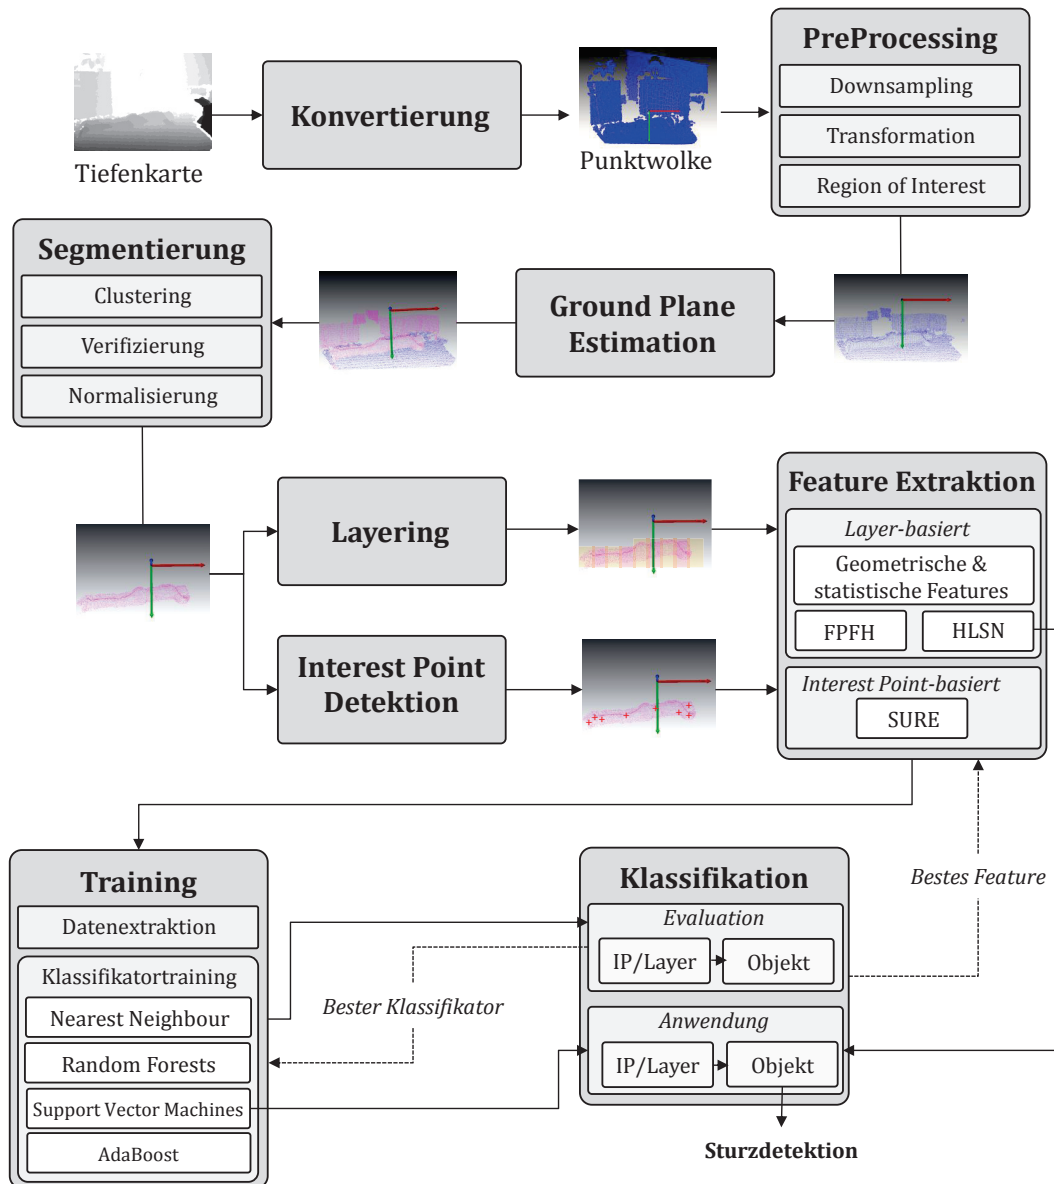 PreProcessing
Downsampling
Konvertierung
Transformation
Tiefenkarte
Punktwolke
Region of Interest
Segmentierung
Clustering
Verifizierung
Normalisierung
Ground Plane
Estimation
Layering
Interest Point
Detektion
Feature Extraktion
Layer-basiert
Geometrische &
statistische Features
FPFH
HLSN
Interest Point-basiert
SURE
Training
Datenextraktion
Klassifikatortraining
Nearest Neighbour
Random Forests
Support Vector Machines
AdaBoost
Bester Klassifikator
Klassifikation
Evaluation
IP/Layer
Objekt
Anwendung
IP/Layer
Objekt
Bestes Feature
Sturzdetektion